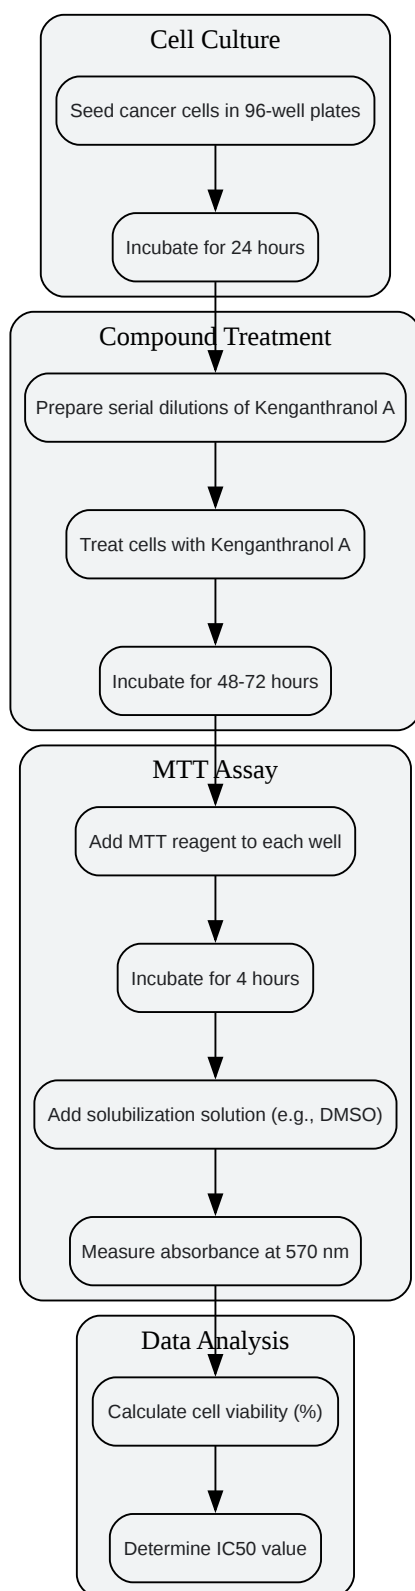 Cell Culture
Seed cancer cells in 96-well plates
Incubate for 24 hours
Compound Treatment
Prepare serial dilutions of Kenganthranol A
Treat cells with Kenganthranol A
Incubate for 48-72 hours
MTT Assay
Add MTT reagent to each well
Incubate for 4 hours
Add solubilization solution (e.g., DMSO)
Measure absorbance at 570 nm
Data Analysis
Calculate cell viability (%)
Determine IC50 value